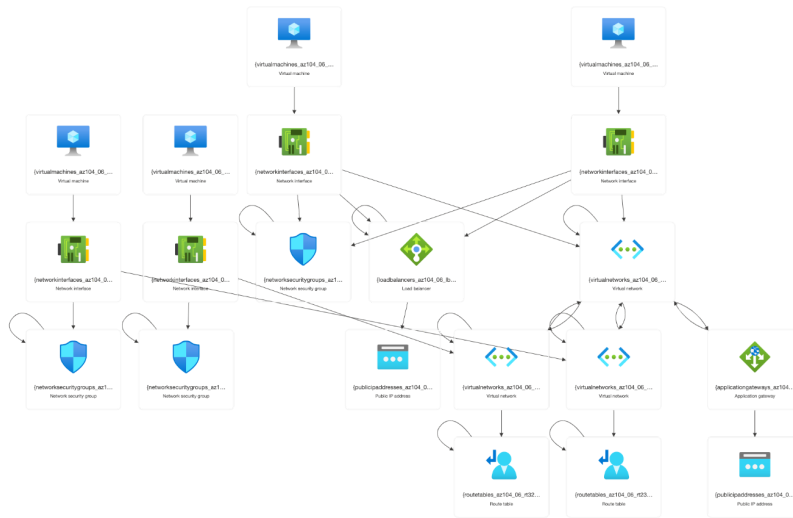 {virtualmachines_az104_06_...
Virtual machine
{virtualmachines_az104_06_...
Virtual machine
{virtualmachines_az104_06_...
Virtual machine
{virtualmachines_az104_06_...
Virtual machine
{networkinterfaces_az104_0...
Network interface
{networkinterfaces_az104_0...
Network interface
{networkinterfaces_az104_0...
Network interface
{networkinterfaces_az104_0...
Network interface
{networksecuritygroups_az1...
Network security group
{loadbalancers_az104_06_lb...
Load balancer
{virtualnetworks_az104_06_...
Virtual network
{networksecuritygroups_az1...
Network security group
{networksecuritygroups_az1...
Network security group
{publicipaddresses_az104_0...
Public IP address
{virtualnetworks_az104_06_...
Virtual network
{virtualnetworks_az104_06_...
Virtual network
{applicationgateways_az104...
Application gateway
{routetables_az104_06_rt32...
Route table
{routetables_az104_06_rt23...
Route table
{publicipaddresses_az104_0...
Public IP address